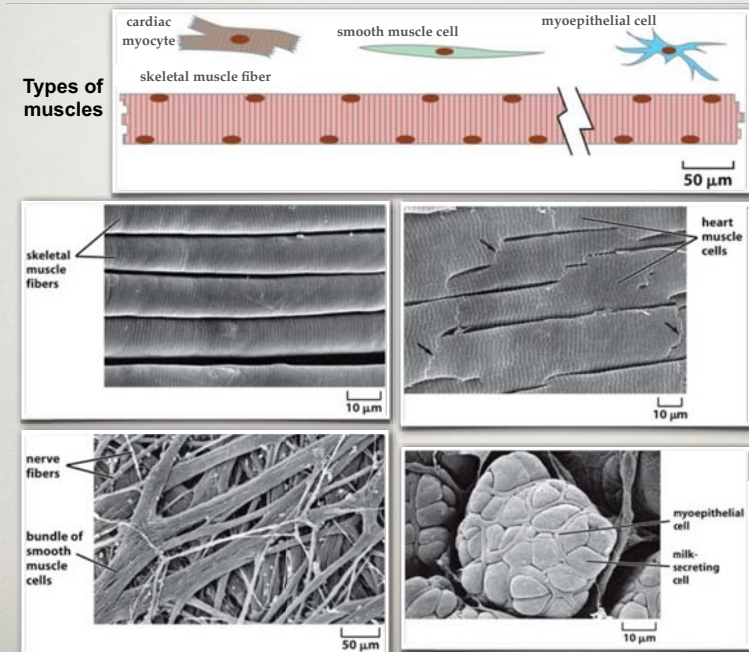 Types of
muscles
cardiac
myocyte
smooth muscle cell
myoepithelial cell
skeletal muscle fiber
50 μm
skeletal
muscle
fibers
10 μm
heart
muscle
cells
10 μm
nerve
fibers
bundle of
smooth
muscle
cells
50 μm
myoepithelial
cell
milk-
secreting
cell
10 μm